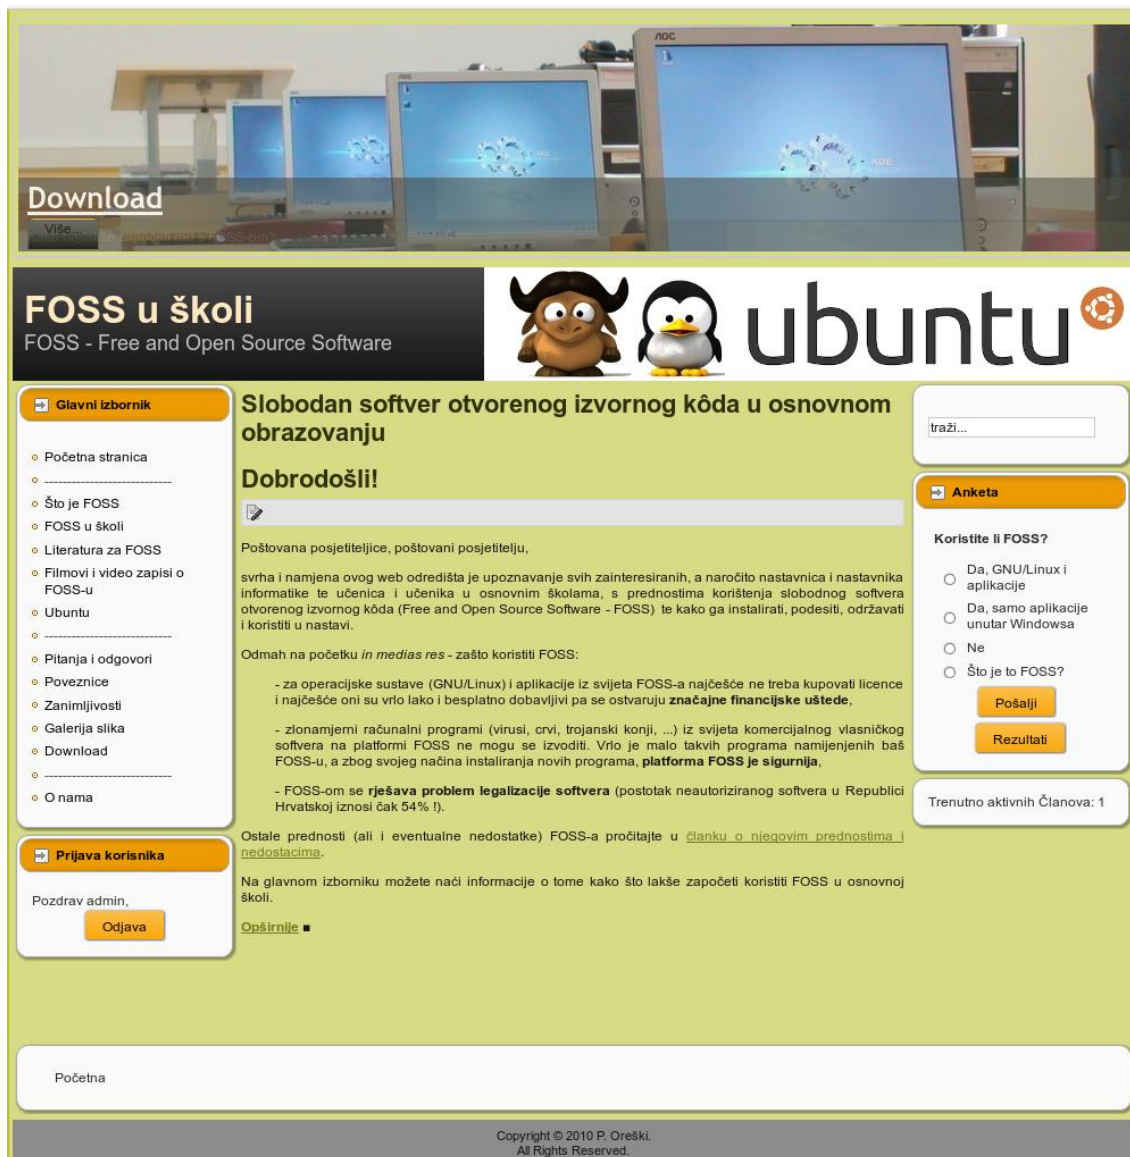 AOC
AOC
KDE
Download
Više...
FOSS u školi
FOSS - Free and Open Source Software
ubuntu
Glavni izbornik
Početna stranica
----------------------------
Što je FOSS
FOSS u školi
Literatura za FOSS
Filmovi i video zapisi o
FOSS-u
Ubuntu
----------------------------
Pitanja i odgovori
Poveznice
Zanimljivosti
Galerija slika
Download
----------------------------
O nama
Prijava korisnika
Pozdrav admin,
Odjava
Slobodan softver otvorenog izvornog kôda u osnovnom
obrazovanju
Dobrodošli!
Poštovana posjetiteljice, poštovani posjetitelju,
svrha i namjena ovog web odredišta je upoznavanje svih zainteresiranih, a naročito nastavnica i nastavnika
informatike te učenica i učenika u osnovnim školama, s prednostima korištenja slobodnog softvera
otvorenog izvornog kôda (Free and Open Source Software - FOSS) te kako ga instalirati, podesiti, održavati
i koristiti u nastavi.
Odmah na početku in medias res - zašto koristiti FOSS:
- za operacijske sustave (GNU/Linux) i aplikacije iz svijeta FOSS-a najčešće ne treba kupovati licence
i najčešće oni su vrlo lako i besplatno dobavljivi pa se ostvaruju značajne financijske uštede,
- zlonamjerni računalni programi (virusi, crvi, trojanski konji, ...) iz svijeta komercijalnog vlasničkog
softvera na platformi FOSS ne mogu se izvoditi. Vrlo je malo takvih programa namijenjenih baš
FOSS-u, a zbog svojeg načina instaliranja novih programa, platforma FOSS je sigurnija,
- FOSS-om se rješava problem legalizacije softvera (postotak neautoriziranog softvera u Republici
Hrvatskoj iznosi čak 54% !).
Ostale prednosti (ali i eventualne nedostatke) FOSS-a pročitajte u članku o njegovim prednostima i
nedostacima.
Na glavnom izborniku možete naći informacije o tome kako što lakše započeti koristiti FOSS u osnovnoj
školi.
Opširnije
traži...
Anketa
Koristite li FOSS?
Da, GNU/Linux i
aplikacije
Da, samo aplikacije
unutar Windowsa
Ne
Što je to FOSS?
Pošalji
Rezultati
Trenutno aktivnih Članova: 1
Početna
Copyright © 2010 P. Oreški.
All Rights Reserved.